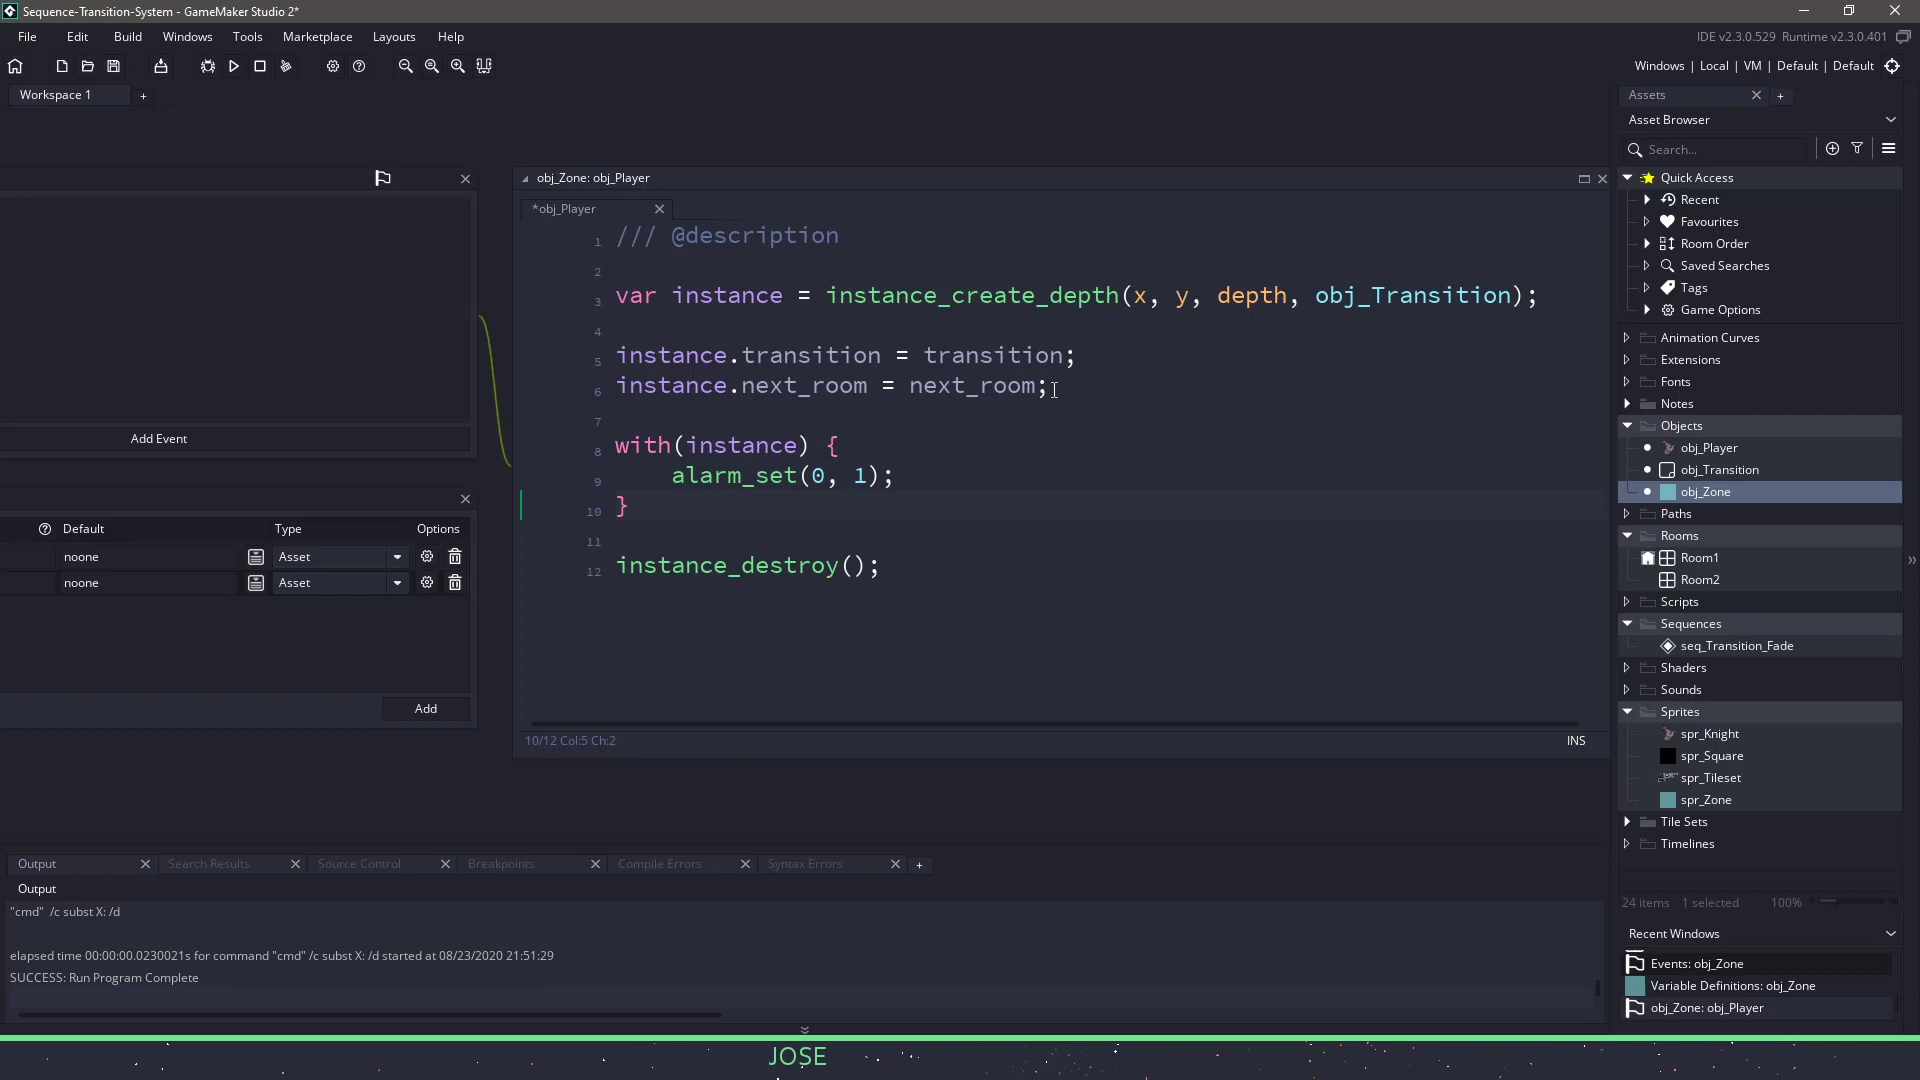 Sequence-Transition-System - GameMaker Studio 2*
File Edit Build Windows Tools Marketplace Layouts Help
IDE v2.3.0.529 Runtime v2.3.0.401
Windows | Local | VM | Default | Default
Workspace 1 +
obj_Zone: obj_Player
*obj_Player
1 /// @description
2
3 var instance = instance_create_depth(x, y, depth, obj_Transition);
4
5 instance.transition = transition;
6 instance.next_room = next_room;
7
8 with(instance) {
9 alarm_set(0, 1);
10 }
11
12 instance_destroy();
10/12 Col:5 Ch:2
INS
Add Event
Default Type Options
noone Asset
noone Asset
Add
Assets +
Asset Browser
Search...
Quick Access
Recent
Favourites
Room Order
Saved Searches
Tags
Game Options
Animation Curves
Extensions
Fonts
Notes
Objects
obj_Player
obj_Transition
obj_Zone
Paths
Rooms
Room1
Room2
Scripts
Sequences
seq_Transition_Fade
Shaders
Sounds
Sprites
spr_Knight
spr_Square
spr_Tileset
spr_Zone
Tile Sets
Timelines
24 items 1 selected 100%
Recent Windows
Events: obj_Zone
Variable Definitions: obj_Zone
obj_Zone: obj_Player
Output Search Results Source Control Breakpoints Compile Errors Syntax Errors +
Output
"cmd" /c subst X: /d
elapsed time 00:00:00.0230021s for command "cmd" /c subst X: /d started at 08/23/2020 21:51:29
SUCCESS: Run Program Complete
JOSE